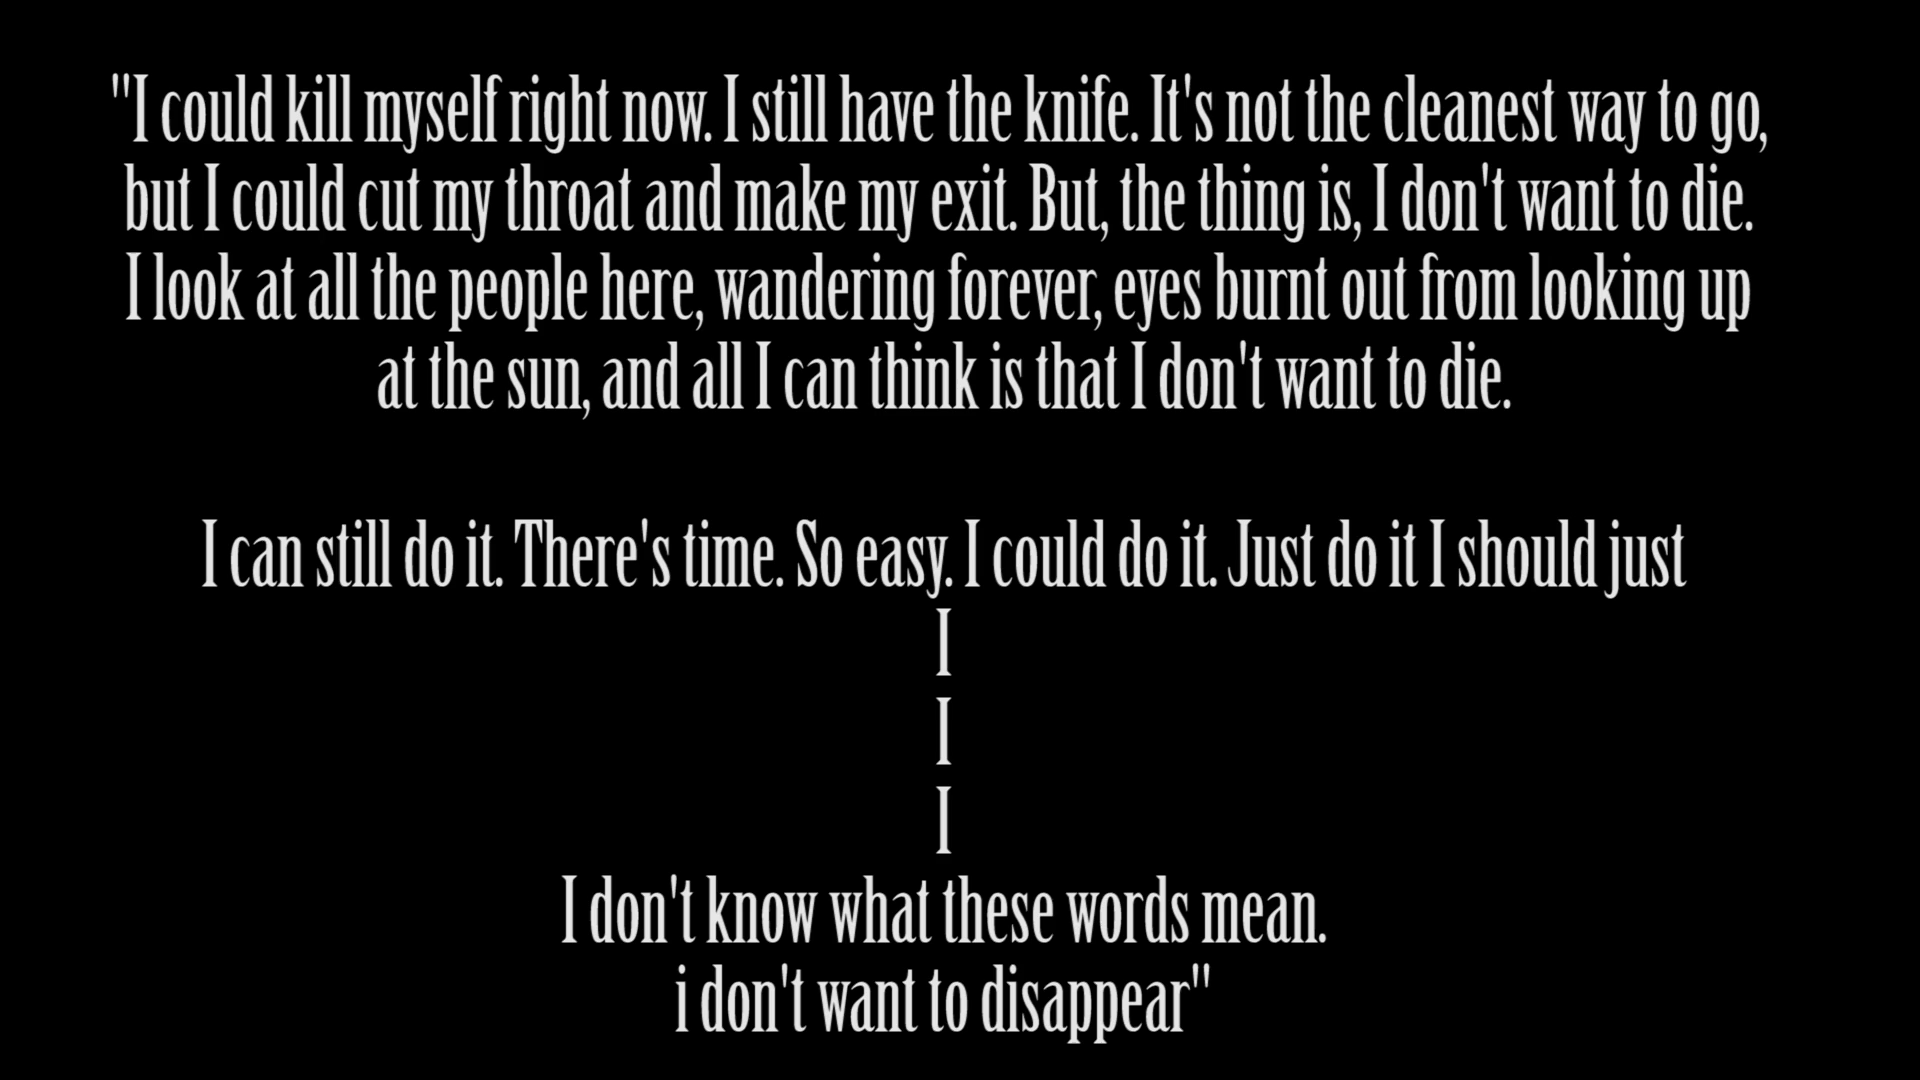 "I could kill myself right now. I still have the knife. It's not the cleanest way to go,
but I could cut my throat and make my exit. But, the thing is, I don't want to die.
I look at all the people here, wandering forever, eyes burnt out from looking up
at the sun, and all I can think is that I don't want to die.
I can still do it. There's time. So easy. I could do it. Just do it I should just
I
I
I
I don't know what these words mean.
i don't want to disappear"